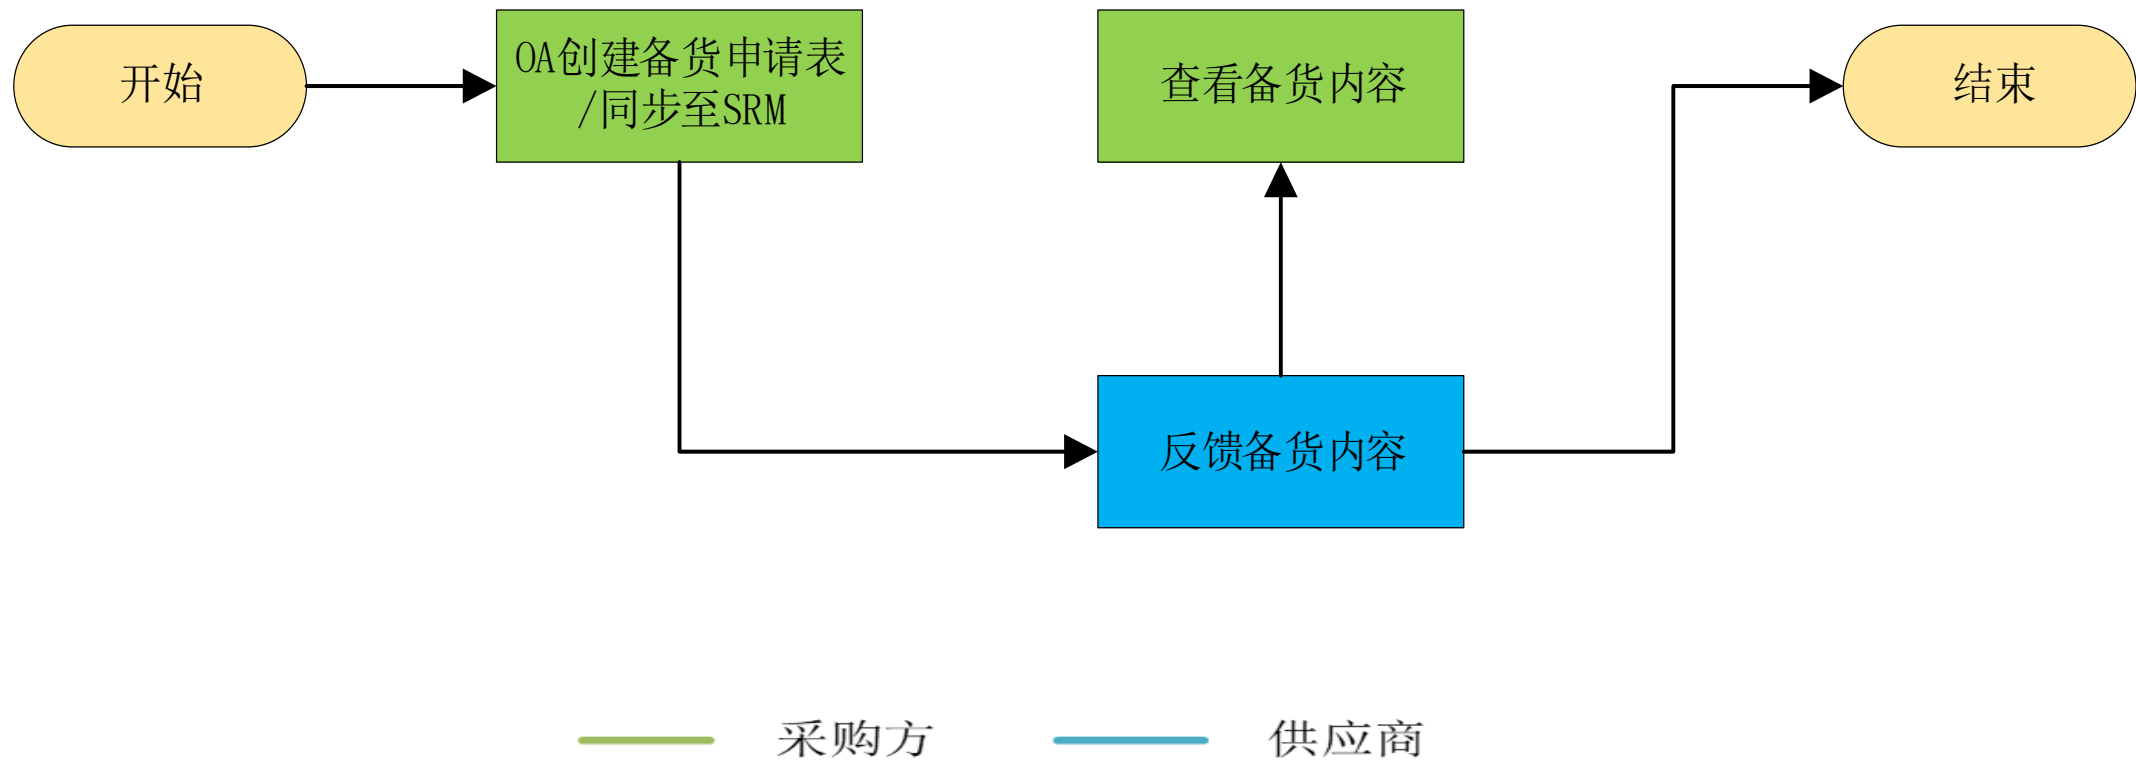 开始
OA创建备货申请表
/同步至SRM
查看备货内容
结束
反馈备货内容
采购方
供应商